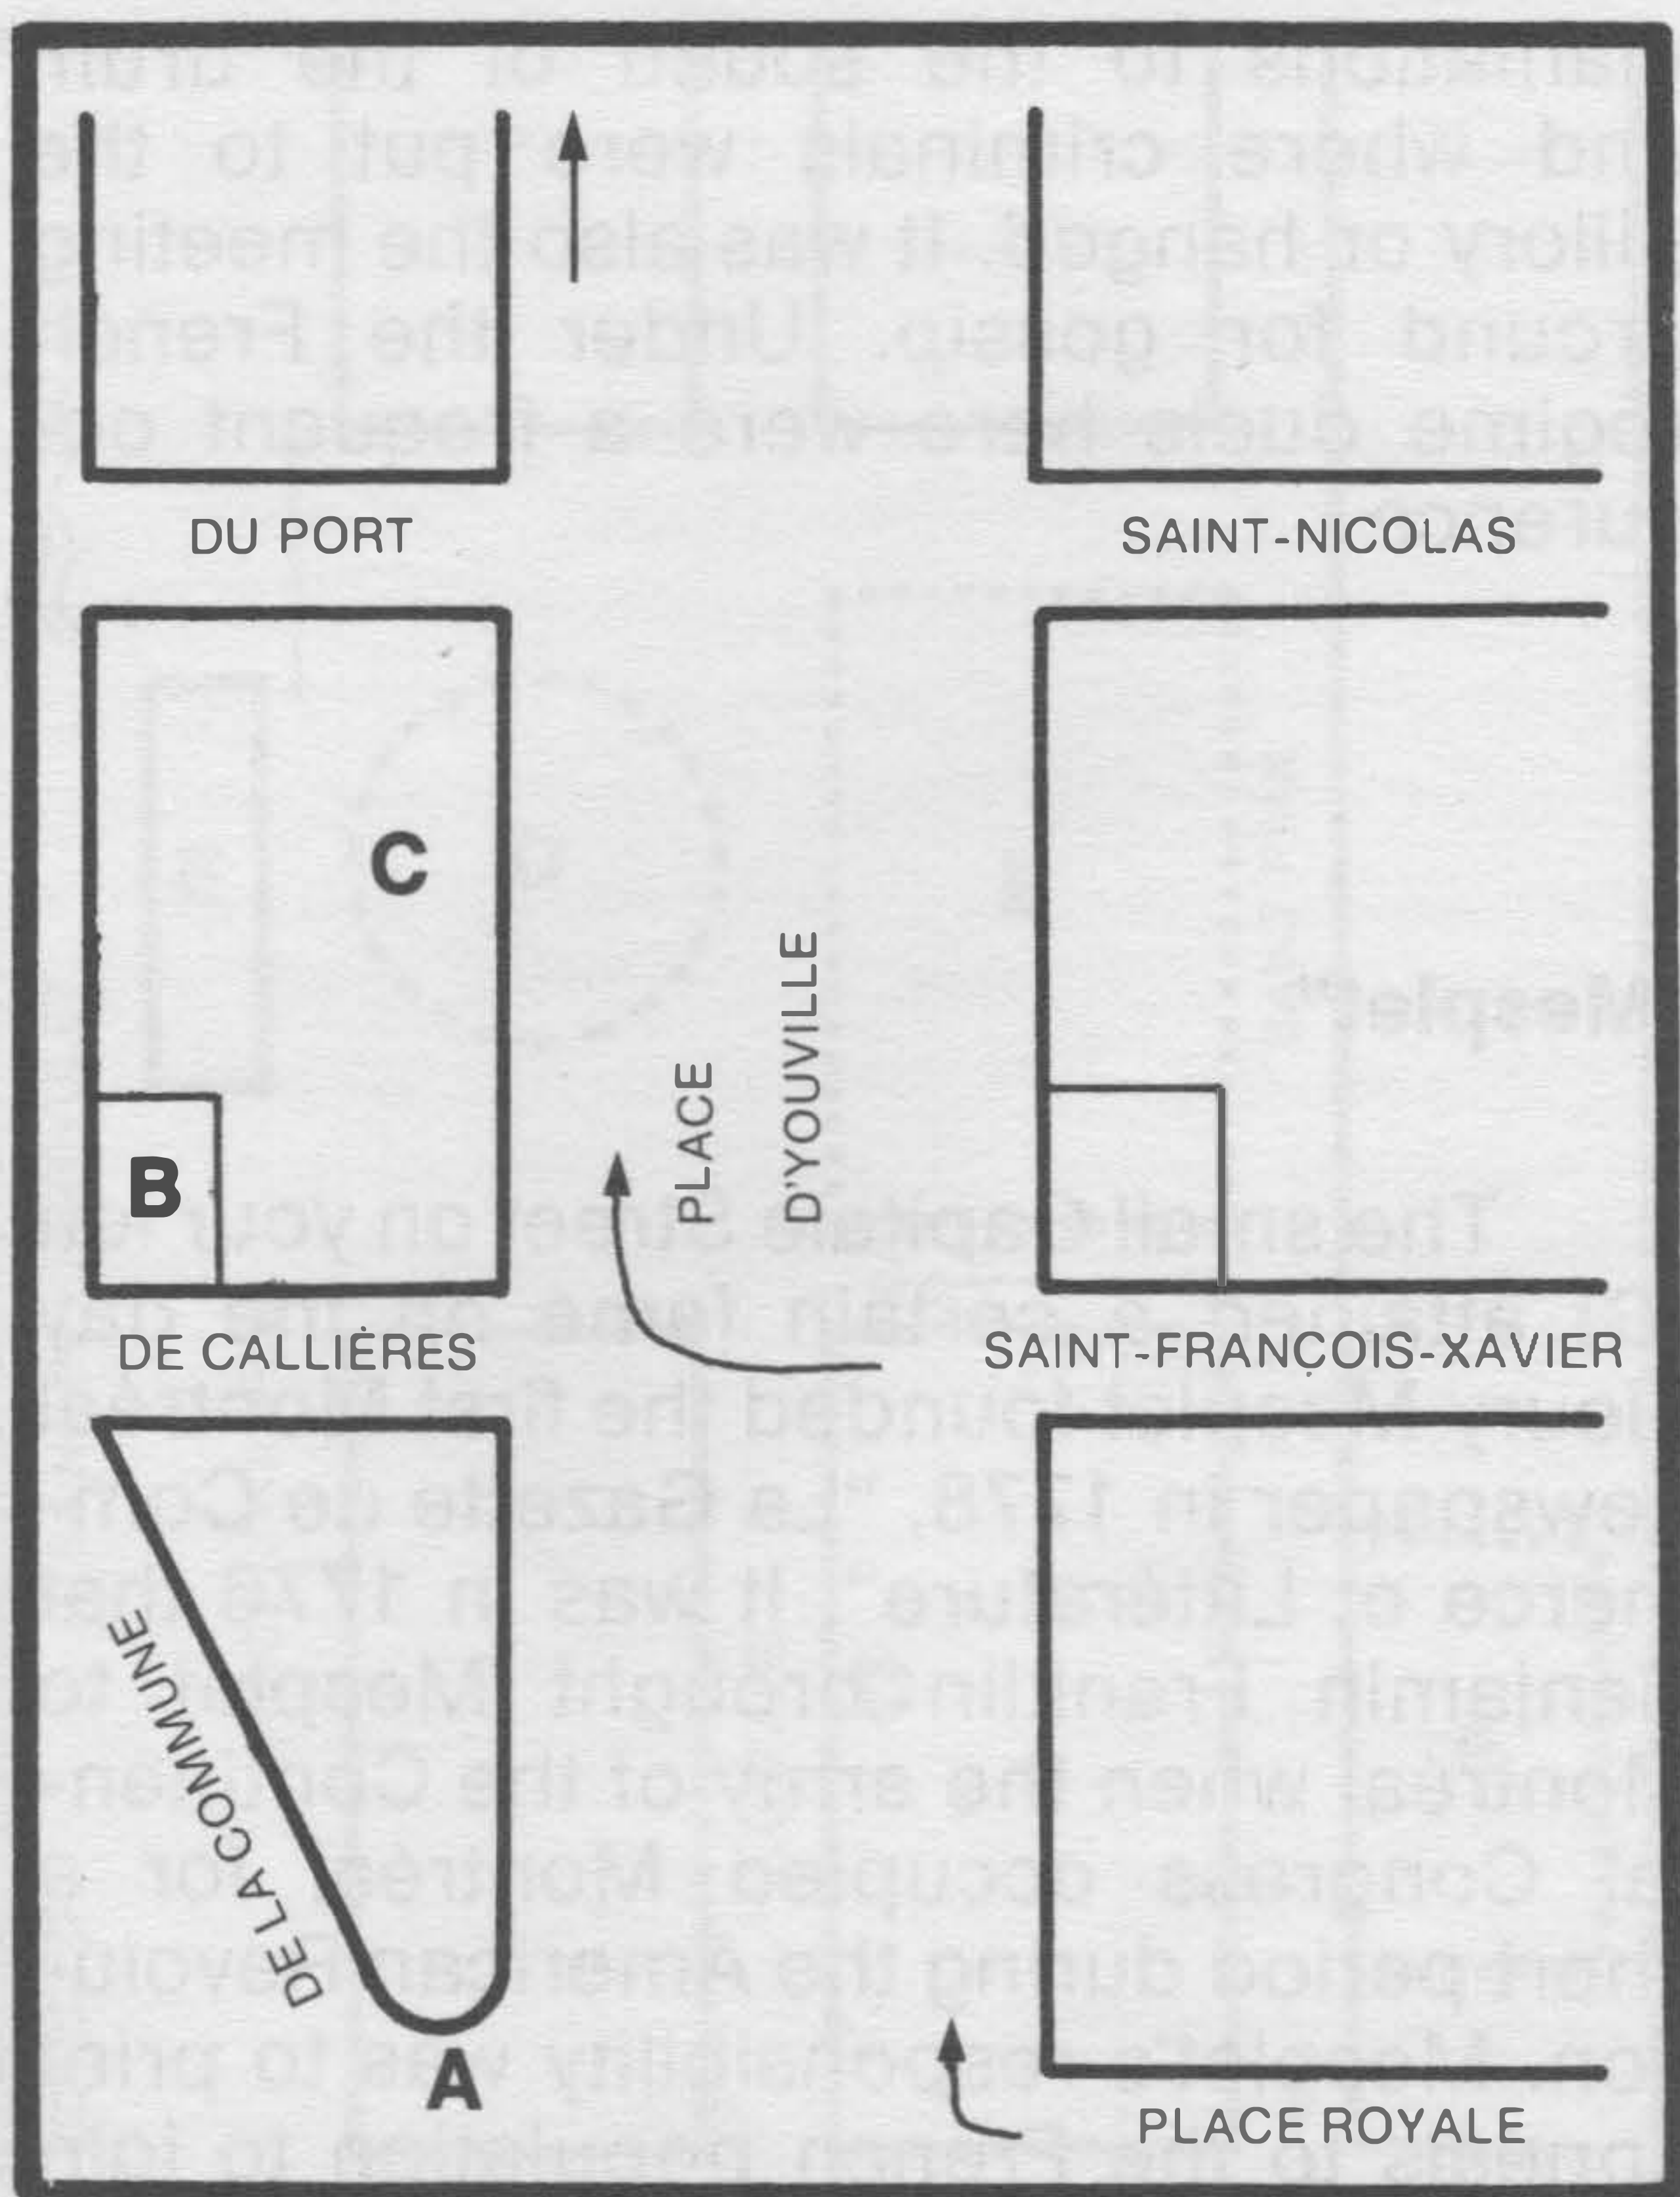 DU PORT
SAINT-NICOLAS
C
PLACE
D'YOUVILLE
B
DE CALLIÈRES
SAINT-FRANÇOIS-XAVIER
DE LA COMMUNE
A
PLACE ROYALE